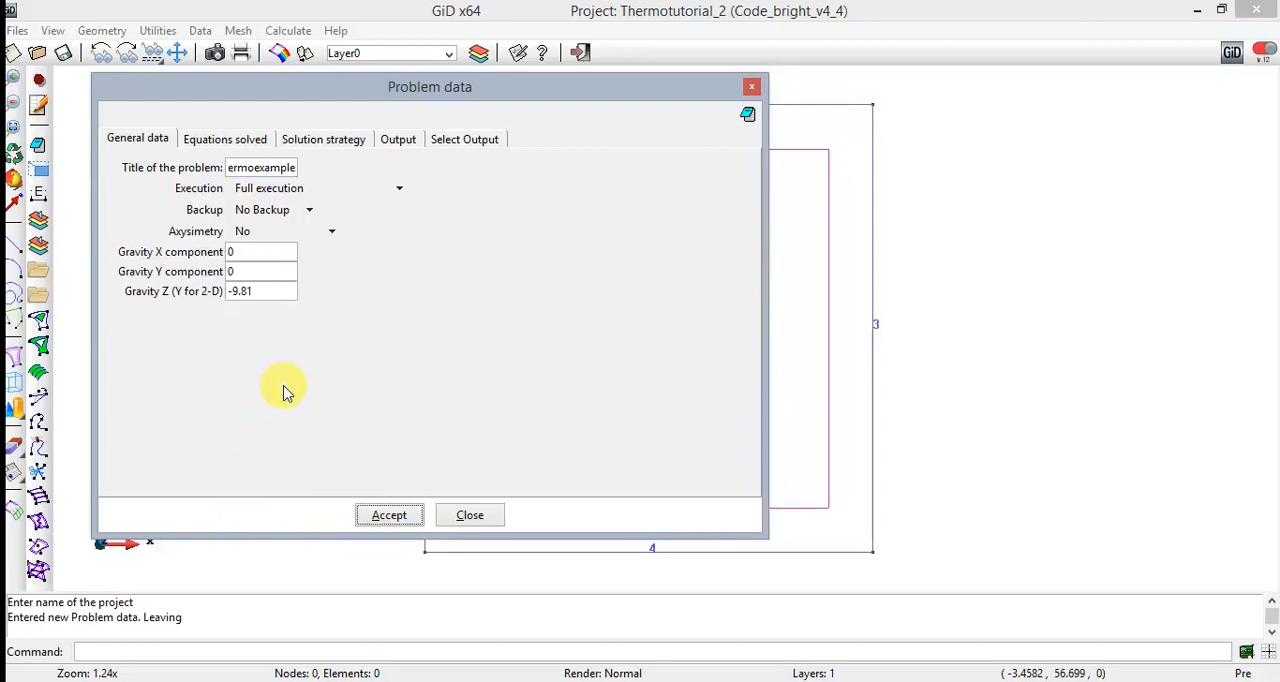 GiD x64 Project: Thermotutorial_2 (Code_bright_v4_4)
Files View Geometry Utilities Data Mesh Calculate Help
Layer0
GiD
v 12
Problem data
General data Equations solved Solution strategy Output Select Output
Title of the problem: ermoexample
Execution Full execution
Backup No Backup
Axysimetry No
Gravity X component 0
Gravity Y component 0
Gravity Z (Y for 2-D) -9.81
3
Accept Close
x
4
Enter name of the project
Entered new Problem data. Leaving
Command:
Zoom: 1.24x Nodes: 0, Elements: 0 Render: Normal Layers: 1 (-3.4582, 56.699, 0) Pre